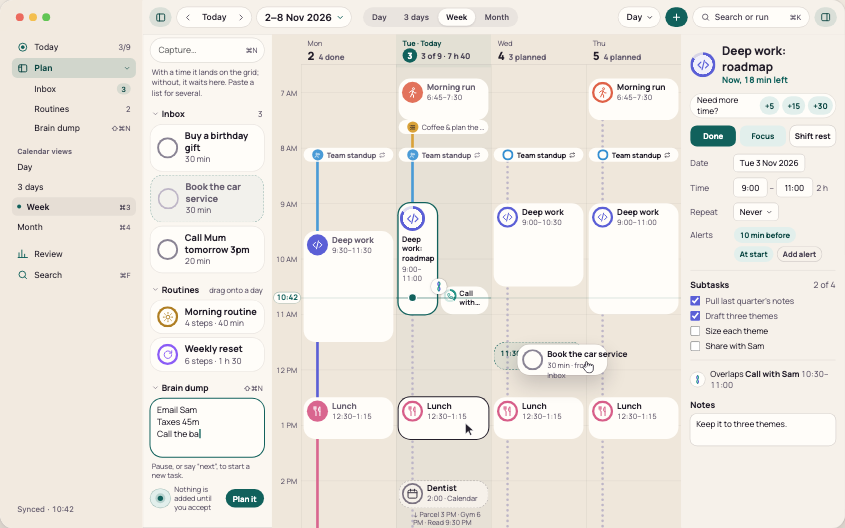 Today 3/9
Plan
Inbox 3
Routines 2
Brain dump ⇧⌘N
Calendar views
Day
3 days
Week ⌘3
Month ⌘4
Review
Search ⌘F
Synced · 10:42
Today
2–8 Nov 2026
Day
3 days
Week
Month
Day
Search or run ⌘K
Capture... ⌘N
With a time it lands on the grid;
without, it waits here. Paste a
list for several.
Inbox 3
Buy a birthday
gift
30 min
Book the car
service
30 min
Call Mum
tomorrow 3pm
20 min
Routines drag onto a day
Morning routine
4 steps · 40 min
Weekly reset
6 steps · 1 h 30
Brain dump ⇧⌘N
Email Sam
Taxes 45m
Call the ba
Pause, or say “next”, to start a
new task.
Nothing is
added until
you accept
Plan it
Mon
2 4 done
Tue · Today
3 3 of 9 · 7 h 40
Wed
4 3 planned
Thu
5 4 planned
7 AM
8 AM
9 AM
10 AM
10:42
11 AM
12 PM
1 PM
2 PM
Team standup
Deep work
9:30–11:30
Lunch
12:30–1:15
Morning run
6:45–7:30
Coffee & plan the ...
Team standup
Deep
work:
roadmap
9:00–
11:00
Call
with...
Lunch
12:30–1:15
Dentist
2:00 · Calendar
Parcel 3 PM · Gym 6
PM · Read 9:30 PM
Team standup
Deep work
9:00–10:30
11:30
Book the car service
30 min · from
Inbox
Lunch
12:30–1:15
Morning run
6:45–7:30
Team standup
Deep work
9:00–11:00
Lunch
12:30–1:15
Deep work:
roadmap
Now, 18 min left
Need more
time?
+5 +15 +30
Done Focus Shift rest
Date Tue 3 Nov 2026
Time 9:00 – 11:00 2 h
Repeat Never
Alerts 10 min before
At start Add alert
Subtasks 2 of 4
Pull last quarter's notes
Draft three themes
Size each theme
Share with Sam
Overlaps Call with Sam 10:30–
11:00
Notes
Keep it to three themes.